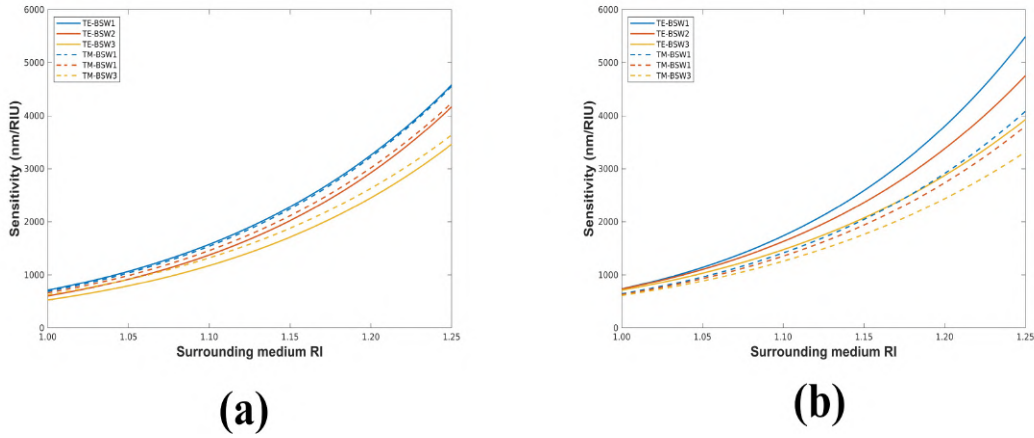 6000
5000
4000
3000
2000
1000
0
Sensitivity (nm/RIU)
TE-BSW1
TE-BSW2
TE-BSW3
TM-BSW1
TM-BSW1
TM-BSW3
1.00 1.05 1.10 1.15 1.20 1.25
Surrounding medium RI
(a)
6000
5000
4000
3000
2000
1000
0
Sensitivity (nm/RIU)
TE-BSW1
TE-BSW2
TE-BSW3
TM-BSW1
TM-BSW1
TM-BSW3
1.00 1.05 1.10 1.15 1.20 1.25
Surrounding medium RI
(b)